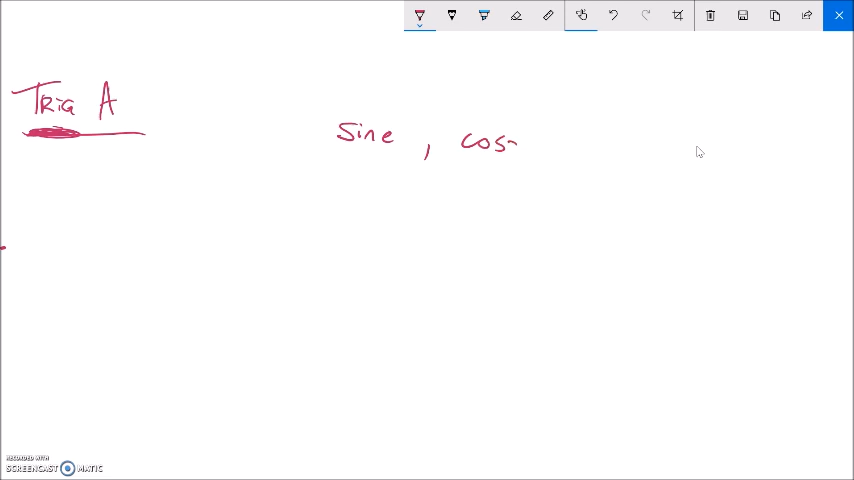 TRIG A
Sine , cos
RECORDED WITH
SCREENCAST MATIC